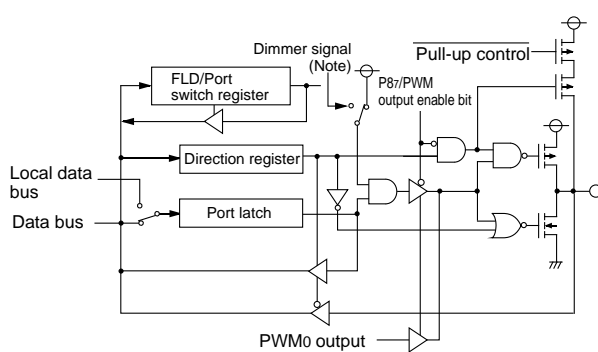 Dimmer signal
(Note)
Pull-up control
P87/PWM
output enable bit
FLD/Port
switch register
Direction register
Local data
bus
Data bus
Port latch
PWM0 output